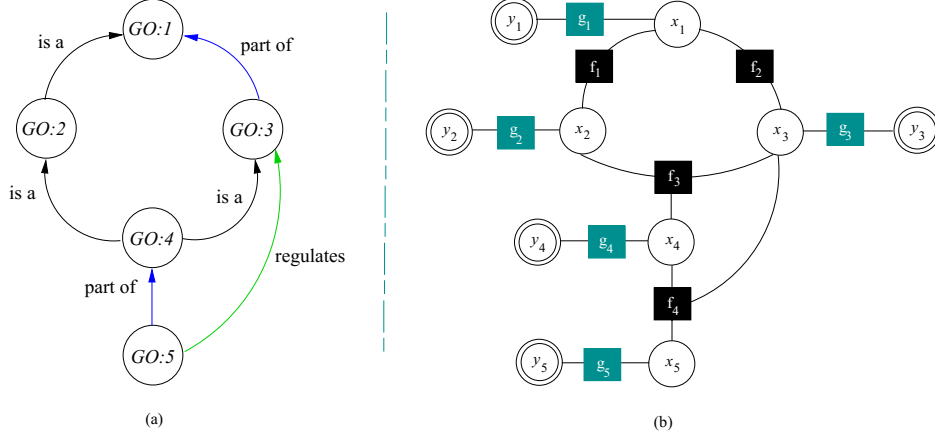 GO:1
is a
part of
GO:2
GO:3
is a
is a
GO:4
regulates
part of
GO:5
(a)
y1
g1
x1
f1
f2
y2
g2
x2
x3
g3
y3
f3
y4
g4
x4
f4
y5
g5
x5
(b)